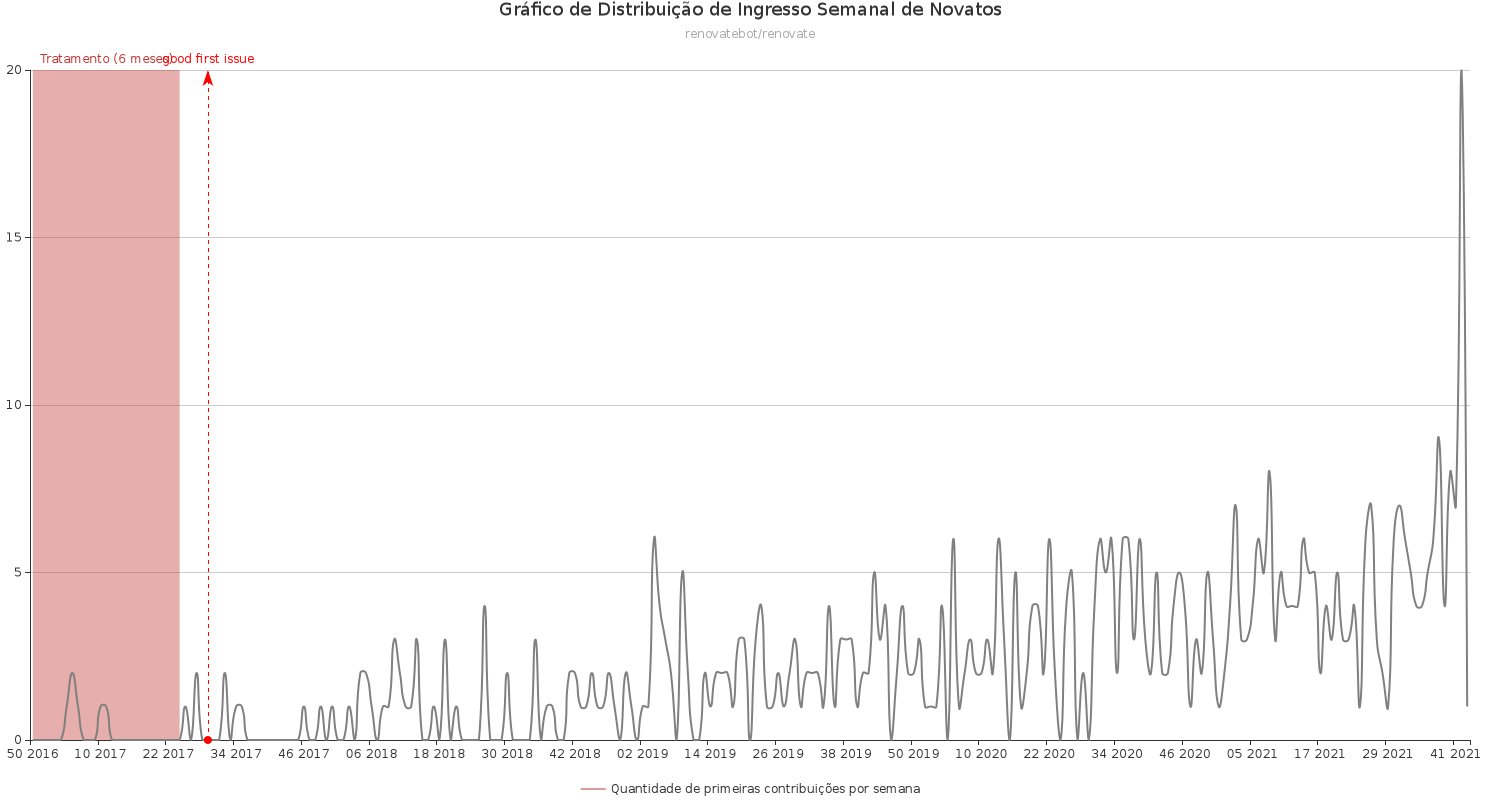 Gráfico de Distribuição de Ingresso Semanal de Novatos
renovatebot/renovate
Tratamento (6 meses)
good first issue
20
15
10
5
0
50 2016 10 2017 22 2017 34 2017 46 2017 06 2018 18 2018 30 2018 42 2018 02 2019 14 2019 26 2019 38 2019 50 2019 10 2020 22 2020 34 2020 46 2020 05 2021 17 2021 29 2021 41 2021
Quantidade de primeiras contribuições por semana